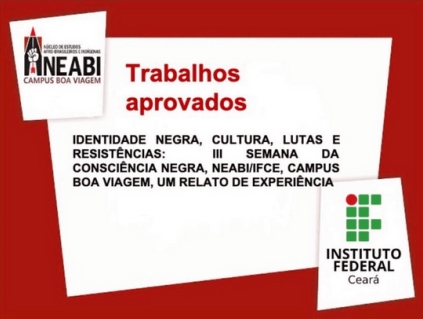 NÚCLEO DE ESTUDOS
AFRO-BRASILEIROS E INDÍGENAS
NEABI
CAMPUS BOA VIAGEM
Trabalhos
aprovados
IDENTIDADE NEGRA, CULTURA, LUTAS E
RESISTÊNCIAS: III SEMANA DA
CONSCIÊNCIA NEGRA, NEABI/IFCE, CAMPUS
BOA VIAGEM, UM RELATO DE EXPERIÊNCIA
INSTITUTO
FEDERAL
Ceará